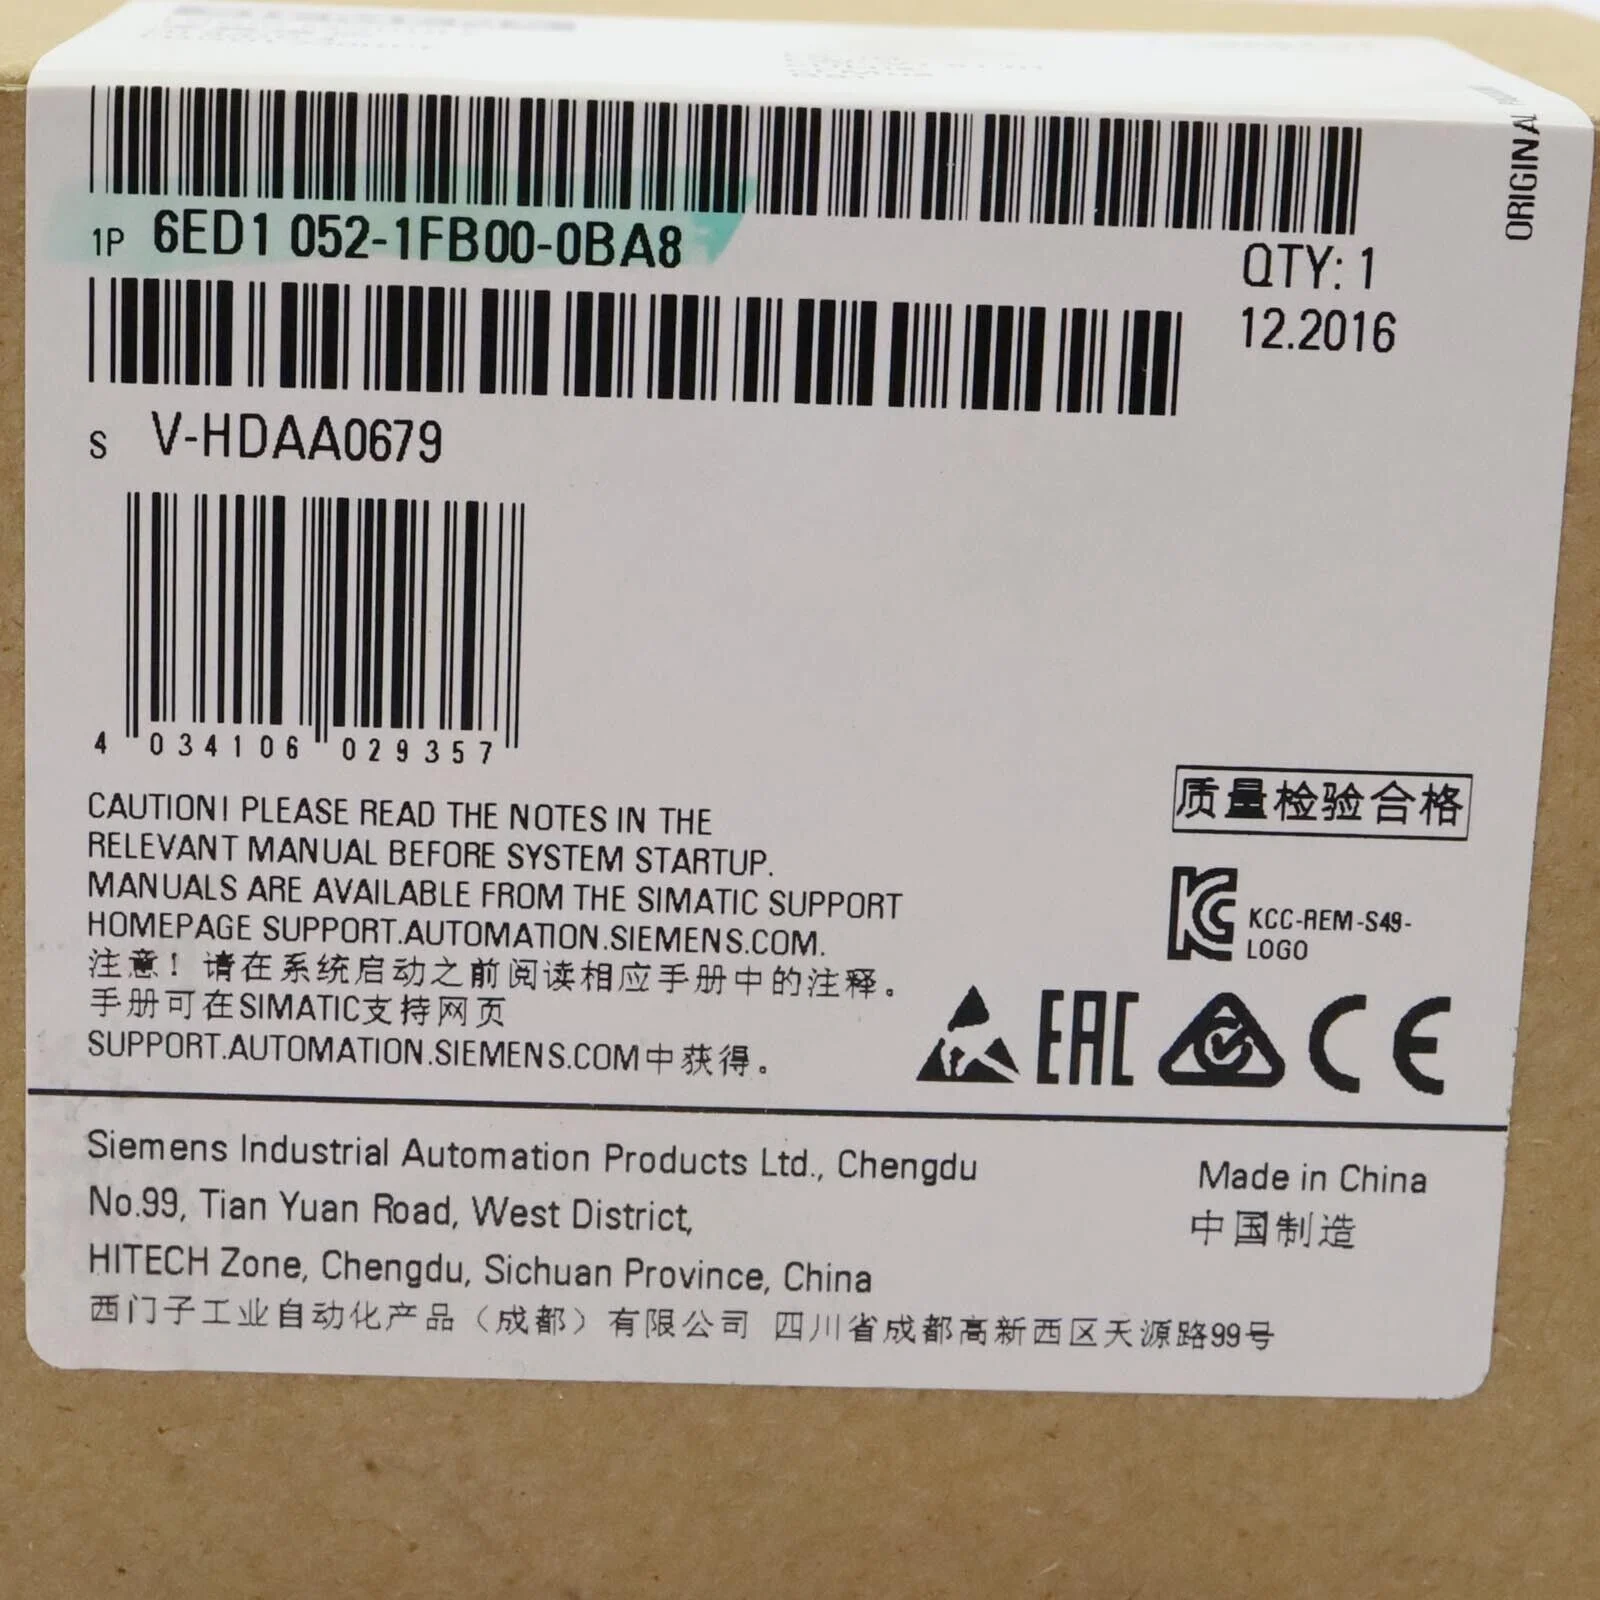 ORIGINAL
1P 6ED1 052-1FB00-0BA8
QTY: 1
12.2016
S V-HDAA0679
4 034106 029357
CAUTION! PLEASE READ THE NOTES IN THE
RELEVANT MANUAL BEFORE SYSTEM STARTUP.
MANUALS ARE AVAILABLE FROM THE SIMATIC SUPPORT
HOMEPAGE SUPPORT.AUTOMATION.SIEMENS.COM.
注意！请在系统启动之前阅读相应手册中的注释。
手册可在SIMATIC支持网页
SUPPORT.AUTOMATION.SIEMENS.COM中获得。
质量检验合格
KCC-REM-S49-
LOGO
EAC CE
Siemens Industrial Automation Products Ltd., Chengdu
No.99, Tian Yuan Road, West District,
HITECH Zone, Chengdu, Sichuan Province, China
西门子工业自动化产品（成都）有限公司 四川省成都高新西区天源路99号
Made in China
中国制造